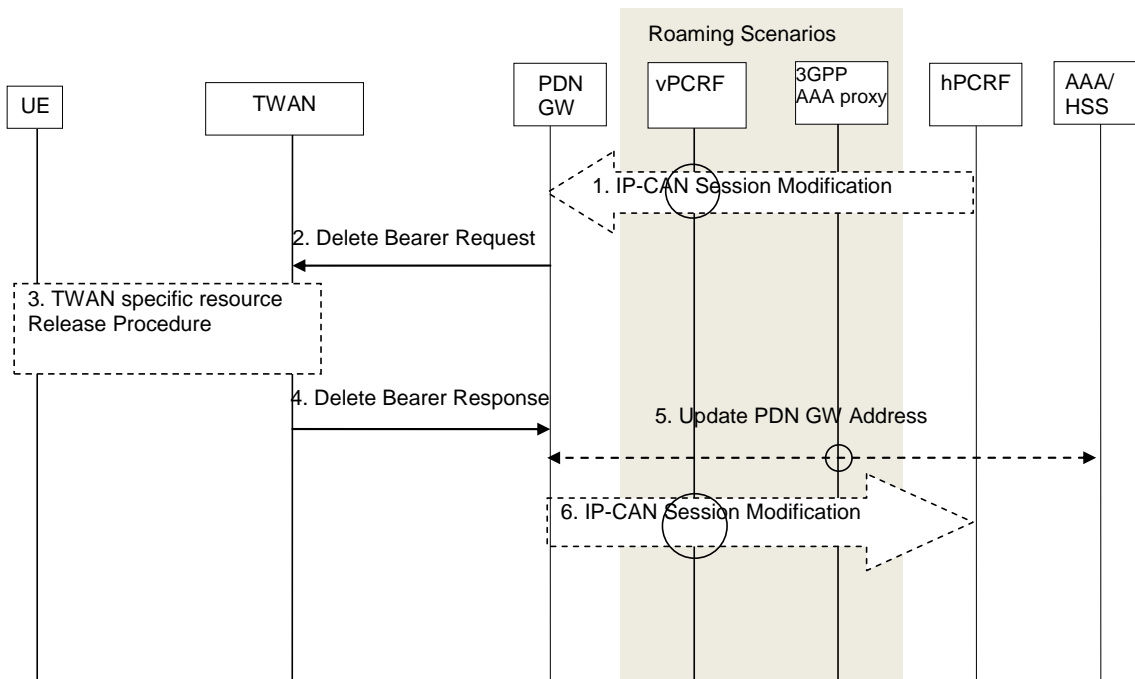 Roaming Scenarios
UE
TWAN
PDN
GW
vPCRF
3GPP
AAA proxy
hPCRF
AAA/
HSS
1. IP-CAN Session Modification
2. Delete Bearer Request
3. TWAN specific resource
Release Procedure
4. Delete Bearer Response
5. Update PDN GW Address
6. IP-CAN Session Modification